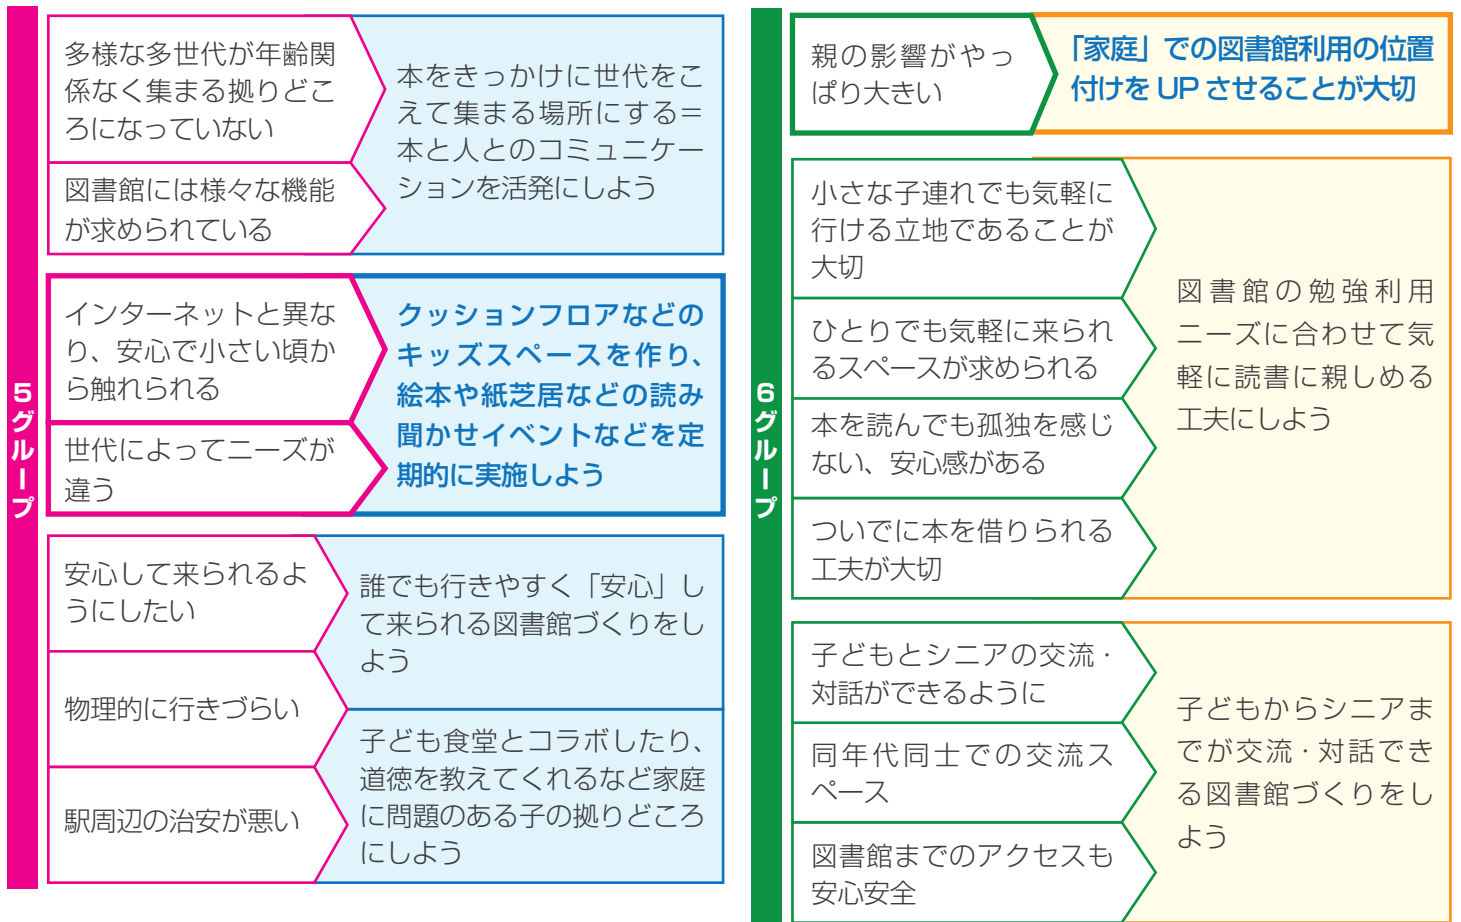 5グループ
多様な多世代が年齢関
係なく集まる拠りどこ
ろになっていない
図書館には様々な機能
が求められている
本をきっかけに世代をこ
えて集まる場所にする＝
本と人とのコミュニケー
ションを活発にしよう
インターネットと異な
り、安心で小さい頃か
ら触れられる
世代によってニーズが
違う
クッションフロアなどの
キッズスペースを作り、
絵本や紙芝居などの読み
聞かせイベントなどを定
期的に実施しよう
安心して来られるよ
うにしたい
物理的に行きづらい
駅周辺の治安が悪い
誰でも行きやすく「安心」し
て来られる図書館づくりをし
よう
子ども食堂とコラボしたり、
道徳を教えてくれるなど家庭
に問題のある子の拠りどころ
にしよう
6グループ
親の影響がやっ
ぱり大きい
「家庭」での図書館利用の位置
付けを UP させることが大切
小さな子連れでも気軽に
行ける立地であることが
大切
ひとりでも気軽に来られ
るスペースが求められる
本を読んでも孤独を感じ
ない、安心感がある
ついでに本を借りられる
工夫が大切
図書館の勉強利用
ニーズに合わせて気
軽に読書に親しめる
工夫にしよう
子どもとシニアの交流・
対話ができるように
同年代同士での交流ス
ペース
図書館までのアクセスも
安心安全
子どもからシニアま
でが交流・対話でき
る図書館づくりをし
よう